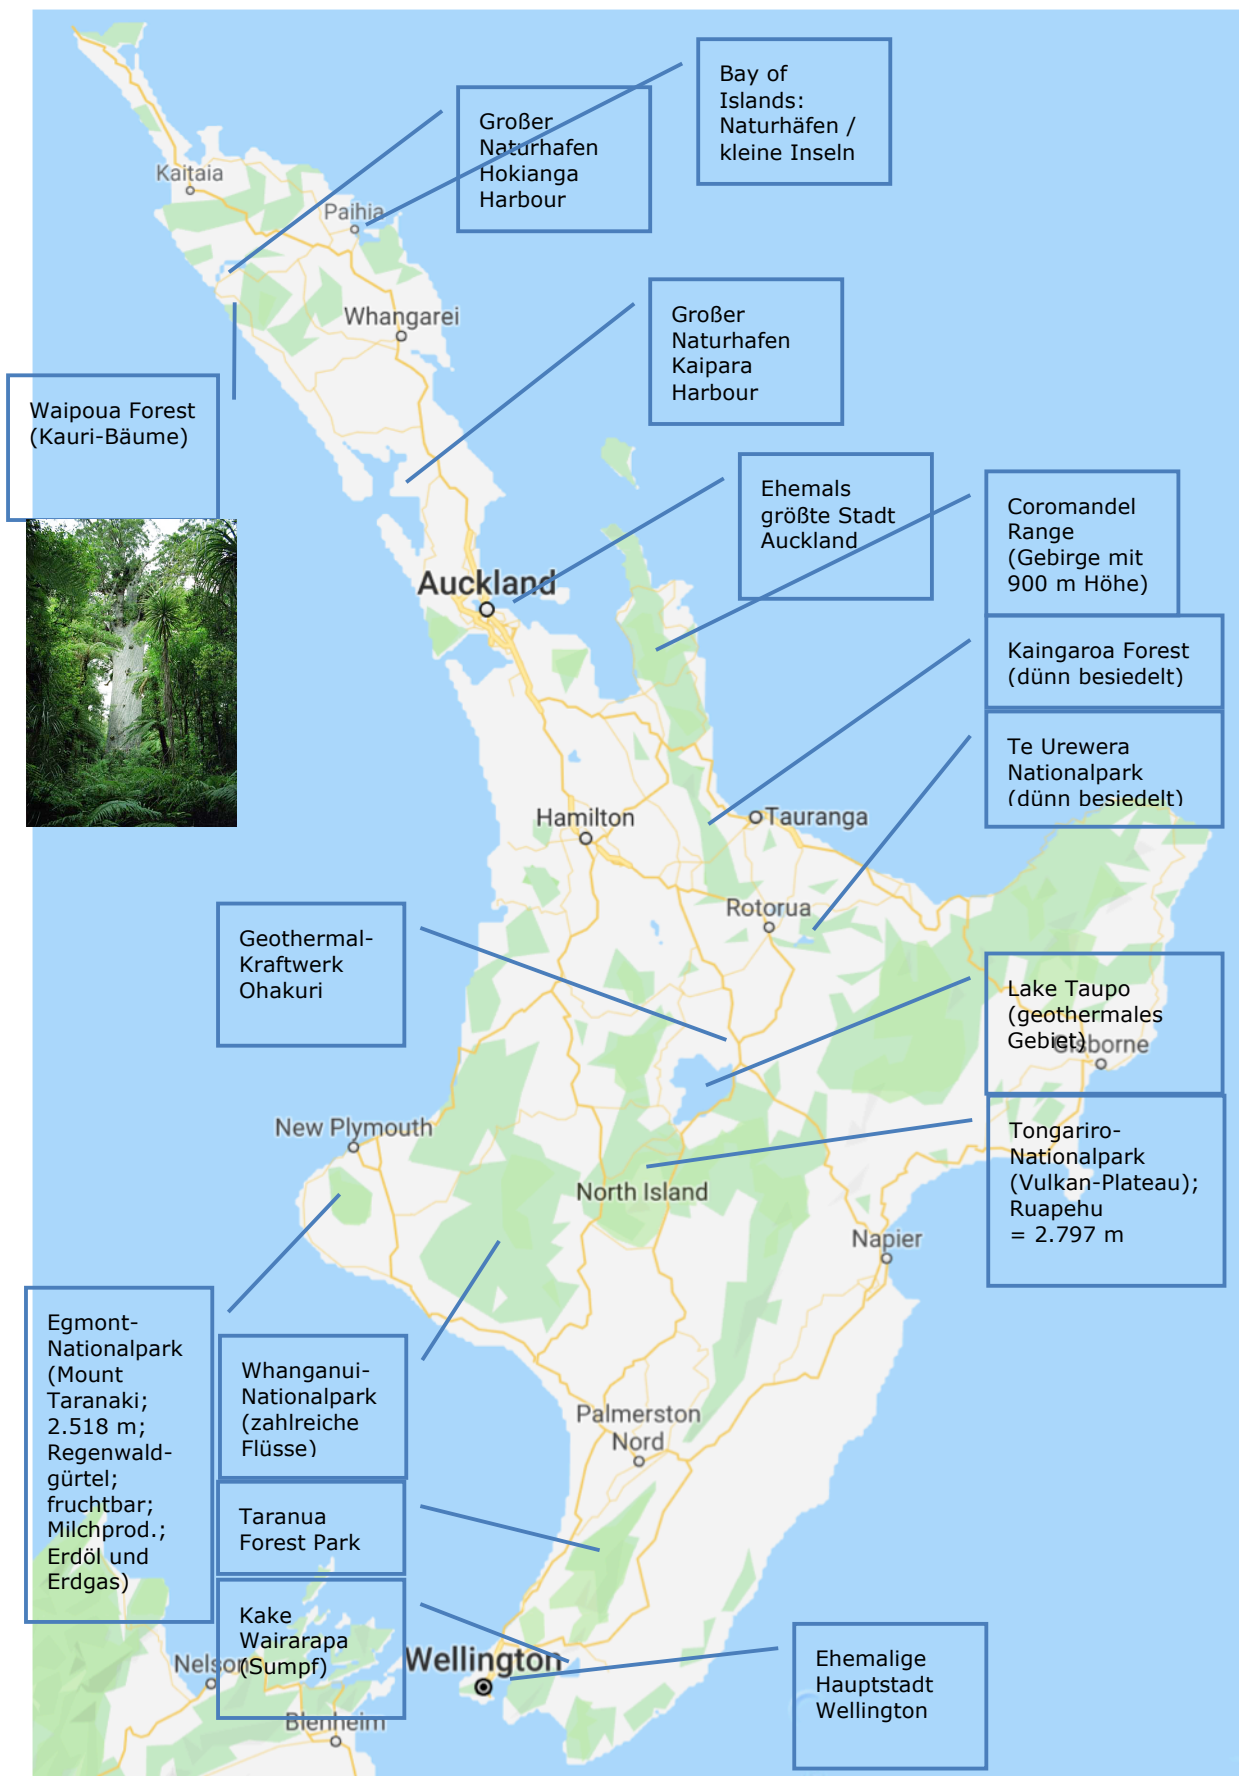 Bay of
Islands:
Naturhäfen /
kleine Inseln
Großer
Naturhafen
Hokianga
Harbour
Kaitaia
Paihia
Whangarei
Großer
Naturhafen
Kaipara
Harbour
Waipoua Forest
(Kauri-Bäume)
Ehemals
größte Stadt
Auckland
Coromandel
Range
(Gebirge mit
900 m Höhe)
Auckland
Kaingaroa Forest
(dünn besiedelt)
Te Urewera
Nationalpark
(dünn besiedelt)
Hamilton
Tauranga
Rotorua
Geothermal-
Kraftwerk
Ohakuri
Lake Taupo
(geothermales
Gebiet)
Gisborne
New Plymouth
Tongariro-
Nationalpark
(Vulkan-Plateau);
Ruapehu
= 2.797 m
North Island
Napier
Egmont-
Nationalpark
(Mount
Taranaki;
2.518 m;
Regenwald-
gürtel;
fruchtbar;
Milchprod.;
Erdöl und
Erdgas)
Whanganui-
Nationalpark
(zahlreiche
Flüsse)
Palmerston
Nord
Taranua
Forest Park
Kake
Wairarapa
(Sumpf)
Wellington
Nelson
Blenheim
Ehemalige
Hauptstadt
Wellington